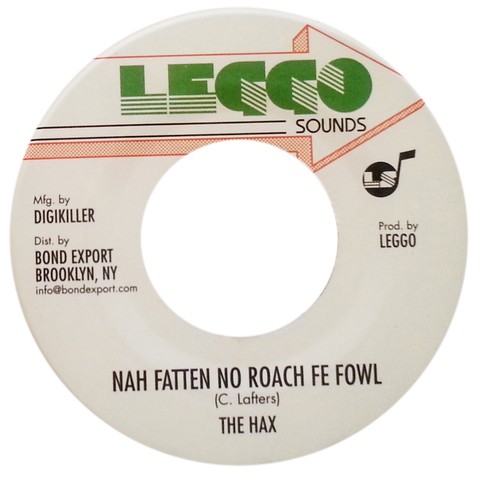 LEGGO
SOUNDS
LS
Mfg. by
DIGIKILLER
Dist. by
BOND EXPORT
BROOKLYN, NY
info@bondexport.com
Prod. by
LEGGO
NAH FATTEN NO ROACH FE FOWL
(C. Lafters)
THE HAX